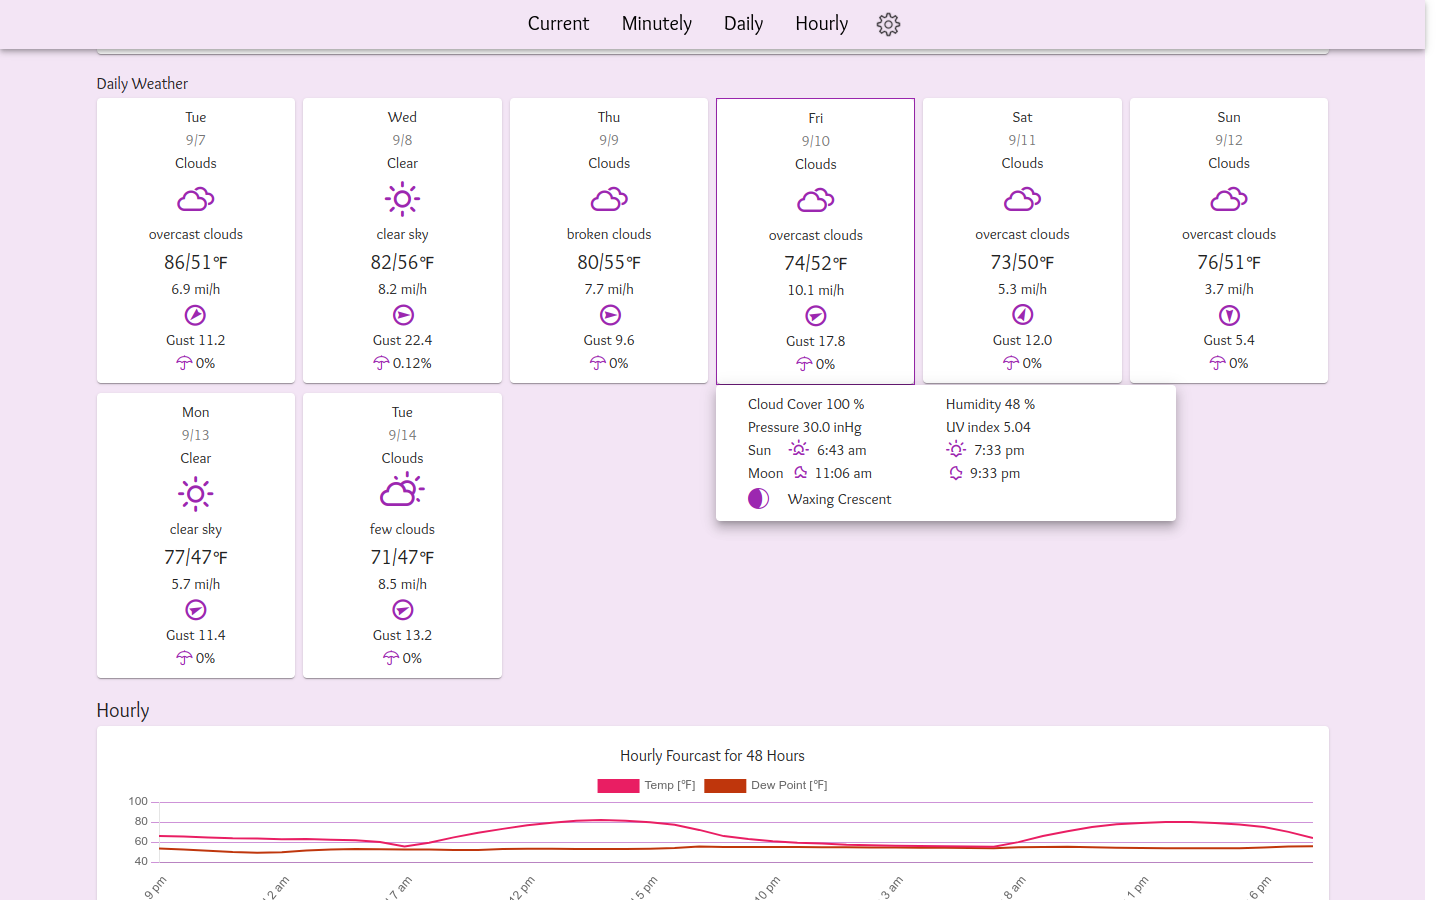 Current Minutely Daily Hourly
Daily Weather
Tue
9/7
Clouds
overcast clouds
86/51°F
6.9 mi/h
Gust 11.2
0%
Wed
9/8
Clear
clear sky
82/56°F
8.2 mi/h
Gust 22.4
0.12%
Thu
9/9
Clouds
broken clouds
80/55°F
7.7 mi/h
Gust 9.6
0%
Fri
9/10
Clouds
overcast clouds
74/52°F
10.1 mi/h
Gust 17.8
0%
Sat
9/11
Clouds
overcast clouds
73/50°F
5.3 mi/h
Gust 12.0
0%
Sun
9/12
Clouds
overcast clouds
76/51°F
3.7 mi/h
Gust 5.4
0%
Cloud Cover 100 % Humidity 48 %
Pressure 30.0 inHg UV index 5.04
Sun 6:43 am 7:33 pm
Moon 11:06 am 9:33 pm
Waxing Crescent
Mon
9/13
Clear
clear sky
77/47°F
5.7 mi/h
Gust 11.4
0%
Tue
9/14
Clouds
few clouds
71/47°F
8.5 mi/h
Gust 13.2
0%
Hourly
Hourly Fourcast for 48 Hours
Temp [°F] Dew Point [°F]
100
80
60
40
9 pm 2 am 7 am 12 pm 5 pm 10 pm 3 am 8 am 1 pm 6 pm